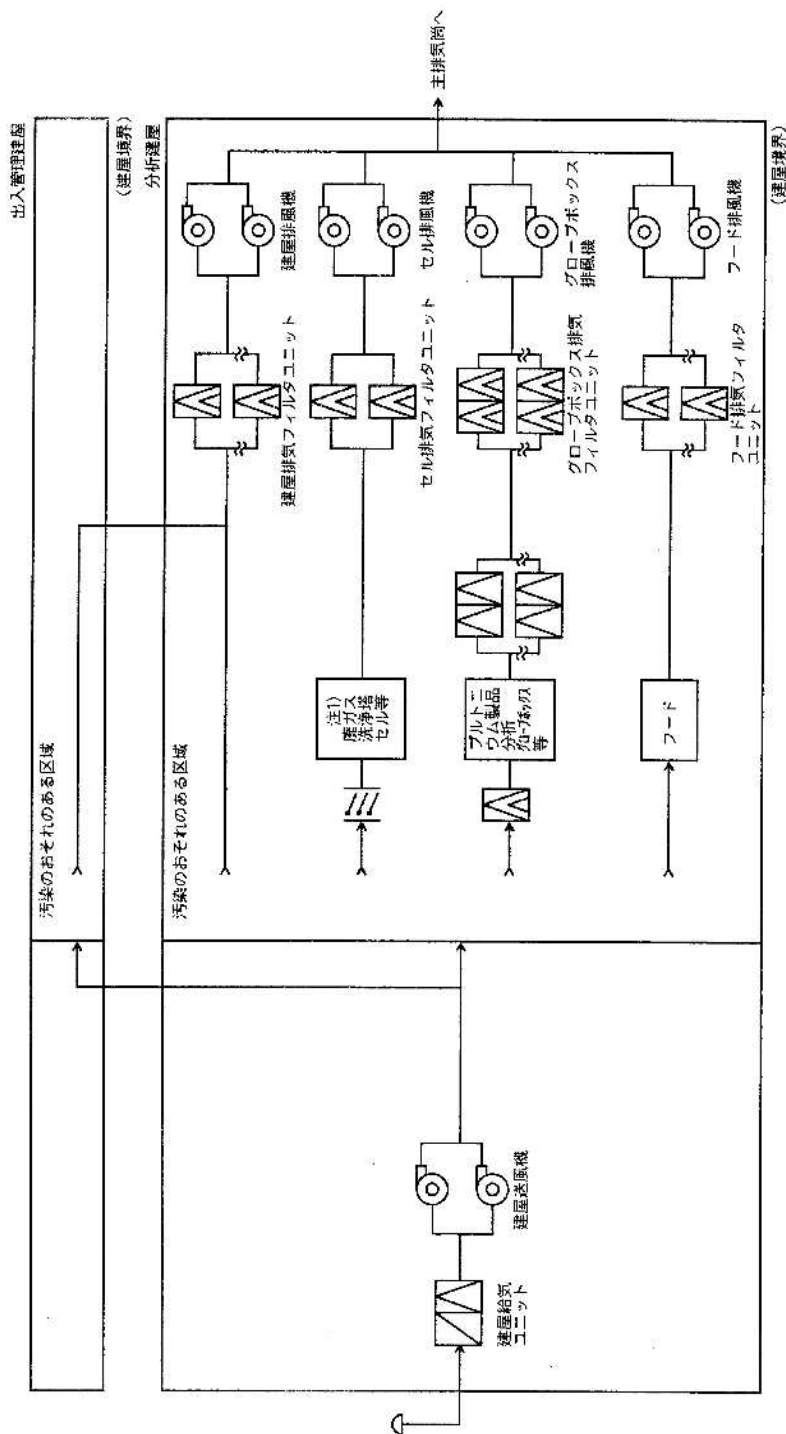 出入管理建屋
汚染のおそれのある区域
(建屋境界)
分析建屋
汚染のおそれのある区域
建屋給気
ユニット
建屋送風機
建屋排気フィルタユニット
建屋排風機
注1)
廃ガス
洗浄塔
セル等
セル排気フィルタユニット
セル排風機
プルトニ
ウム製品
分析
グローブボックス
等
グローブボックス排気
フィルタユニット
グローブボックス
排風機
フード
フード排気フィルタ
ユニット
フード排風機
主排気筒へ
(建屋境界)